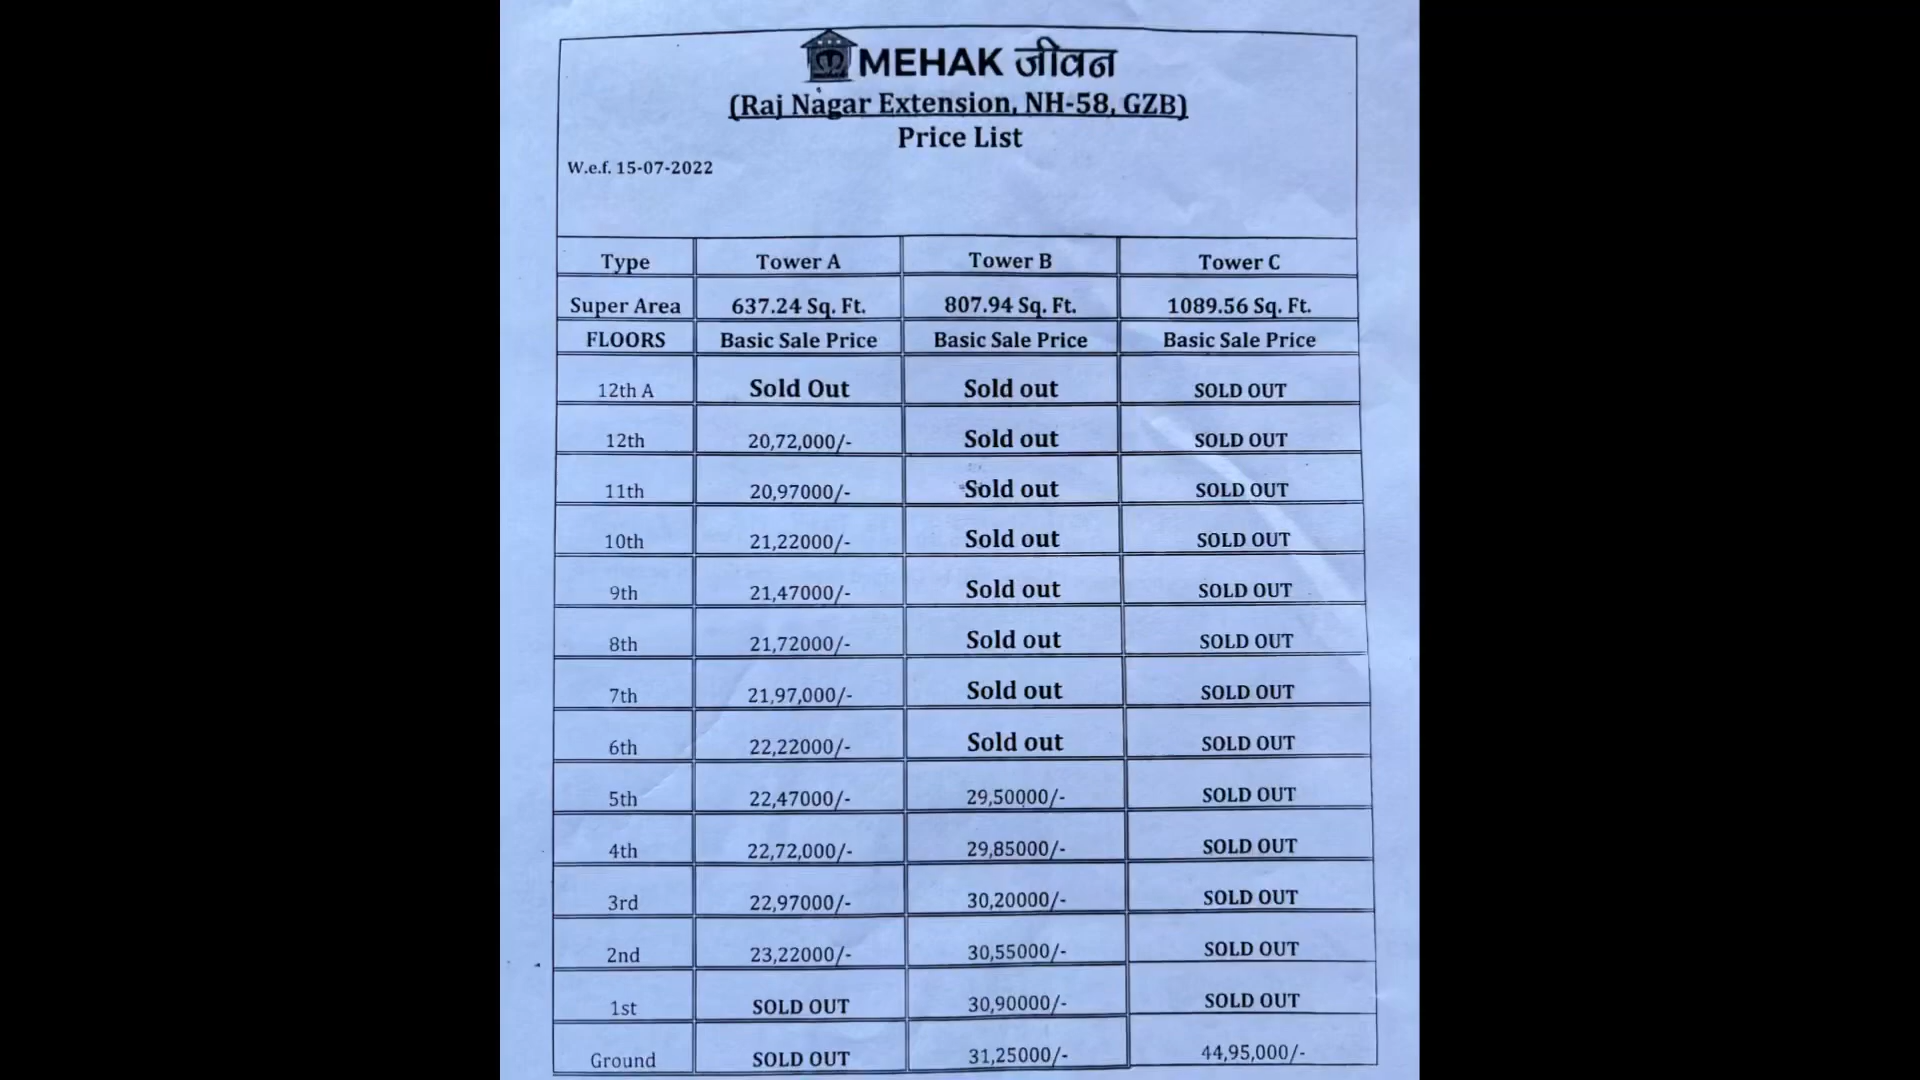 MEHAK जीवन
(Raj Nagar Extension, NH-58, GZB)
Price List
W.e.f. 15-07-2022
Type Tower A Tower B Tower C
Super Area 637.24 Sq. Ft. 807.94 Sq. Ft. 1089.56 Sq. Ft.
FLOORS Basic Sale Price Basic Sale Price Basic Sale Price
12th A Sold Out Sold out SOLD OUT
12th 20,72,000/- Sold out SOLD OUT
11th 20,97000/- Sold out SOLD OUT
10th 21,22000/- Sold out SOLD OUT
9th 21,47000/- Sold out SOLD OUT
8th 21,72000/- Sold out SOLD OUT
7th 21,97,000/- Sold out SOLD OUT
6th 22,22000/- Sold out SOLD OUT
5th 22,47000/- 29,50000/- SOLD OUT
4th 22,72,000/- 29,85000/- SOLD OUT
3rd 22,97000/- 30,20000/- SOLD OUT
2nd 23,22000/- 30,55000/- SOLD OUT
1st SOLD OUT 30,90000/- SOLD OUT
Ground SOLD OUT 31,25000/- 44,95,000/-